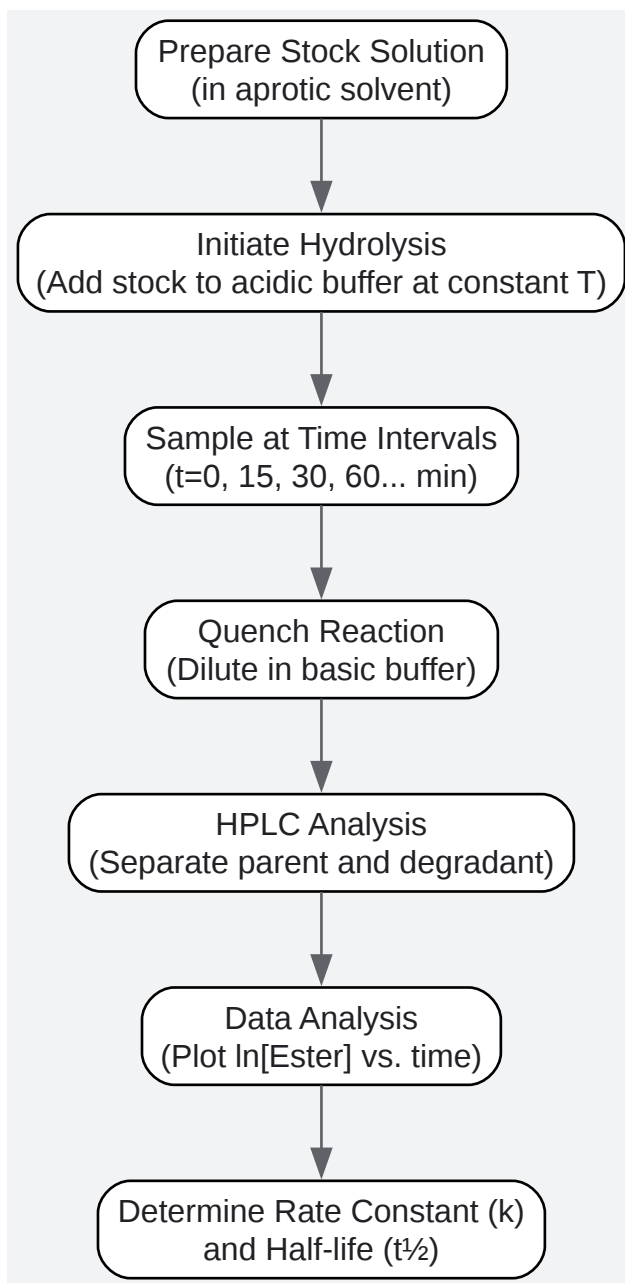 Prepare Stock Solution
(in aprotic solvent)
Initiate Hydrolysis
(Add stock to acidic buffer at constant T)
Sample at Time Intervals
(t=0, 15, 30, 60... min)
Quench Reaction
(Dilute in basic buffer)
HPLC Analysis
(Separate parent and degradant)
Data Analysis
(Plot ln[Ester] vs. time)
Determine Rate Constant (k)
and Half-life (t½)